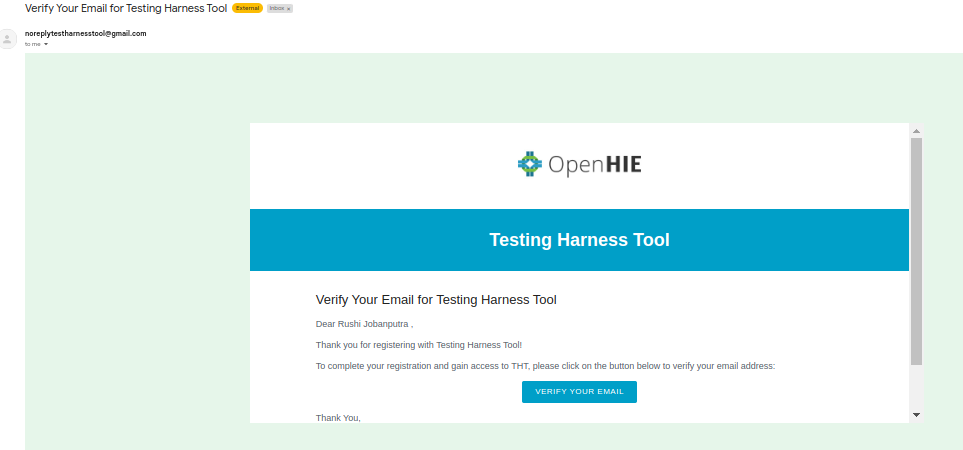 Verify Your Email for Testing Harness Tool External Inbox x
noreplytestharnesstool@gmail.com
to me
OpenHIE
Testing Harness Tool
Verify Your Email for Testing Harness Tool
Dear Rushi Jobanputra ,
Thank you for registering with Testing Harness Tool!
To complete your registration and gain access to THT, please click on the button below to verify your email address:
VERIFY YOUR EMAIL
Thank You,